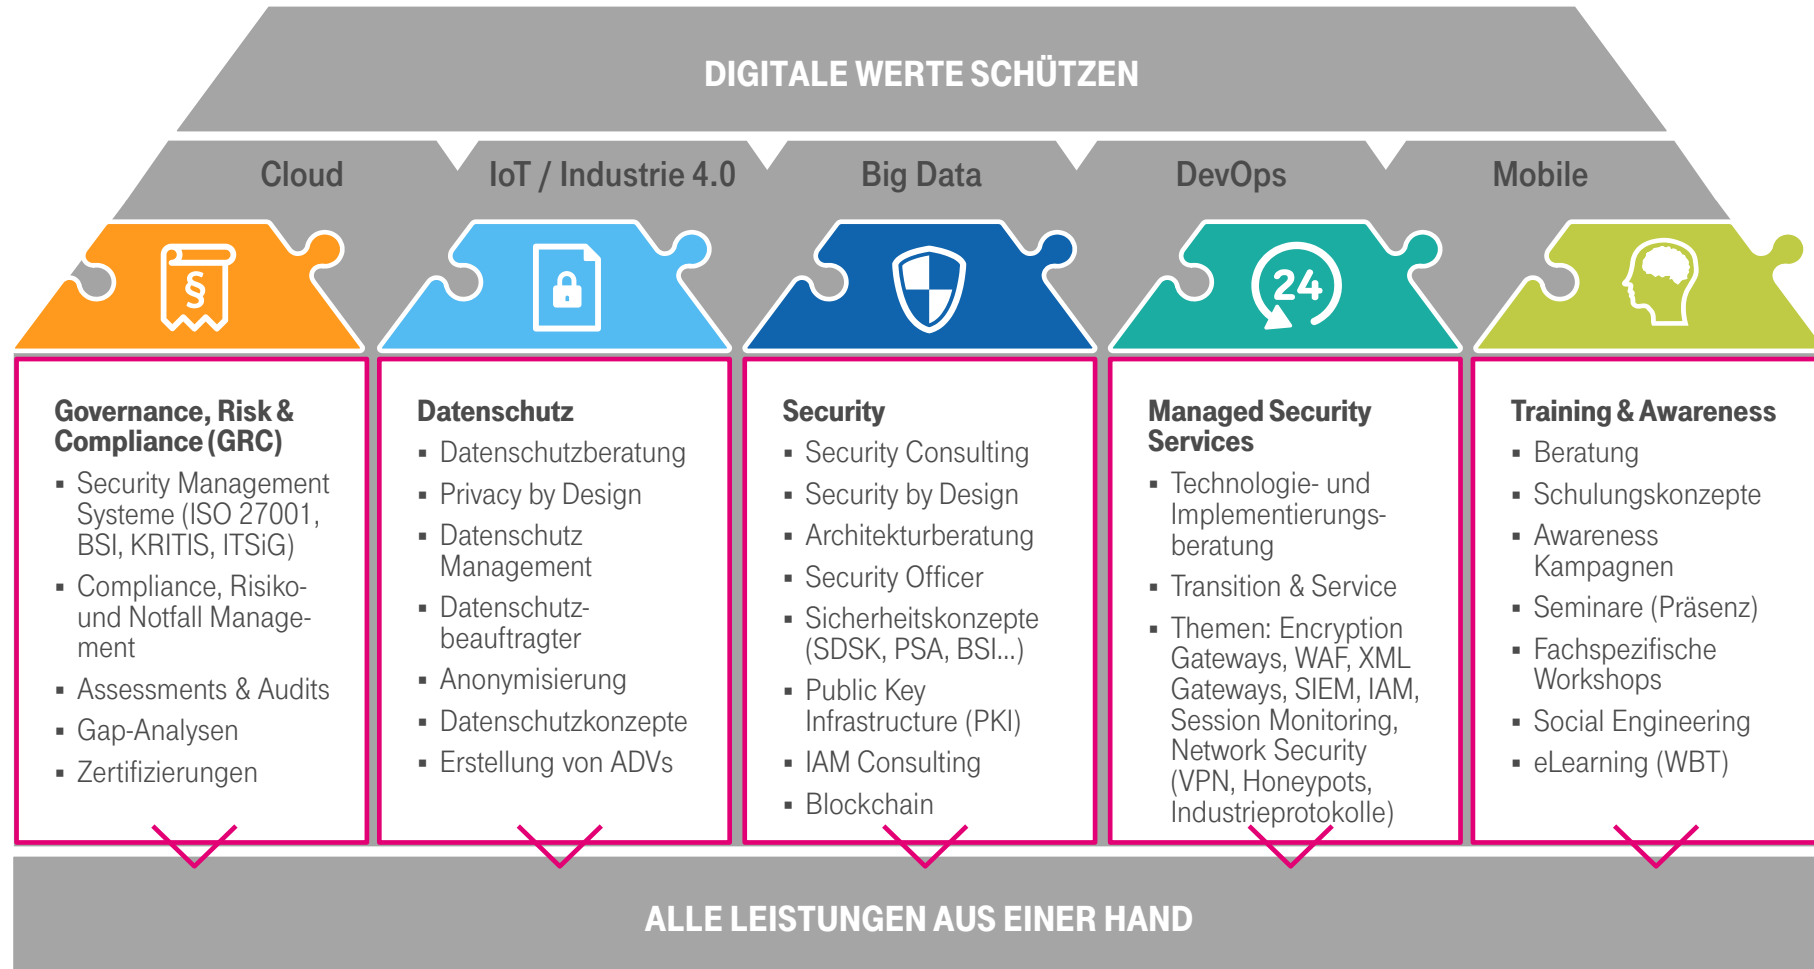 DIGITALE WERTE SCHÜTZEN
Cloud
IoT / Industrie 4.0
Big Data
DevOps
Mobile
§
24
Governance, Risk &
Compliance (GRC)
▪ Security Management
Systeme (ISO 27001,
BSI, KRITIS, ITSiG)
▪ Compliance, Risiko-
und Notfall Manage-
ment
▪ Assessments & Audits
▪ Gap-Analysen
▪ Zertifizierungen
Datenschutz
▪ Datenschutzberatung
▪ Privacy by Design
▪ Datenschutz
Management
▪ Datenschutz-
beauftragter
▪ Anonymisierung
▪ Datenschutzkonzepte
▪ Erstellung von ADVs
Security
▪ Security Consulting
▪ Security by Design
▪ Architekturberatung
▪ Security Officer
▪ Sicherheitskonzepte
(SDSK, PSA, BSI...)
▪ Public Key
Infrastructure (PKI)
▪ IAM Consulting
▪ Blockchain
Managed Security
Services
▪ Technologie- und
Implementierungs-
beratung
▪ Transition & Service
▪ Themen: Encryption
Gateways, WAF, XML
Gateways, SIEM, IAM,
Session Monitoring,
Network Security
(VPN, Honeypots,
Industrieprotokolle)
Training & Awareness
▪ Beratung
▪ Schulungskonzepte
▪ Awareness
Kampagnen
▪ Seminare (Präsenz)
▪ Fachspezifische
Workshops
▪ Social Engineering
▪ eLearning (WBT)
ALLE LEISTUNGEN AUS EINER HAND